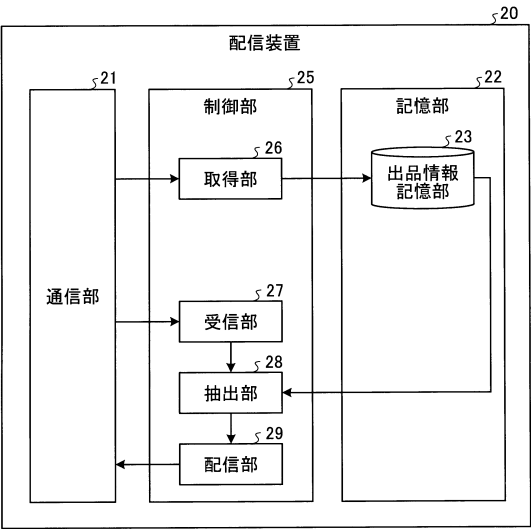 20
配信装置
21
25
22
制御部
記憶部
26
23
取得部
出品情報
記憶部
通信部
27
受信部
28
抽出部
29
配信部